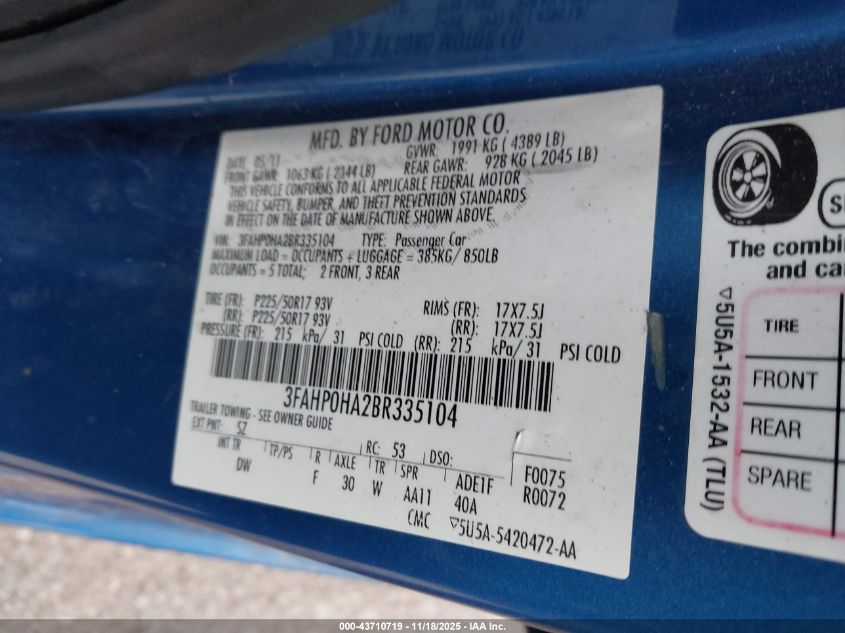 MFD. BY FORD MOTOR CO.
DATE: 05/11 GVWR: 1991 KG ( 4389 LB)
FRONT GAWR: 1063 KG ( 2344 LB) REAR GAWR: 928 KG ( 2045 LB)
THIS VEHICLE CONFORMS TO ALL APPLICABLE FEDERAL MOTOR
VEHICLE SAFETY, BUMPER, AND THEFT PREVENTION STANDARDS
IN EFFECT ON THE DATE OF MANUFACTURE SHOWN ABOVE.
VIN: 3FAHP0HA2BR335104 TYPE: Passenger Car
MAXIMUM LOAD = OCCUPANTS + LUGGAGE = 385KG/ 850LB
OCCUPANTS = 5 TOTAL; 2 FRONT, 3 REAR
TIRE (FR): P225/50R17 93V RIMS (FR): 17X7.5J
(RR): P225/50R17 93V (RR): 17X7.5J
PRESSURE (FR): 215 kPa/ 31 PSI COLD (RR): 215 kPa/ 31 PSI COLD
3FAHP0HA2BR335104
TRAILER TOWING - SEE OWNER GUIDE
EXT PNT: SZ RC: 53 DSO: F0075
INT TR TP/PS R AXLE TR SPR ADE1F R0072
DW F 30 W AA11 40A
CMC ▽5U5A-5420472-AA
The combin
and ca
TIRE
FRONT
REAR
SPARE
▽5U5A-1532-AA (TLU)
000-43710719 — 11/18/2025 — IAA Inc.